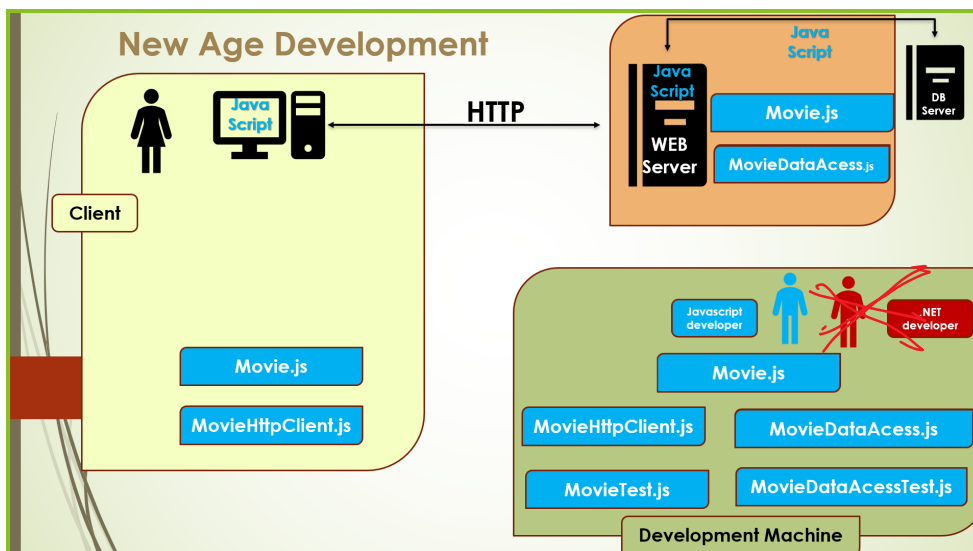 New Age Development
Java
Script
Java
Script
HTTP
Java
Script
WEB
Server
Movie.js
MovieDataAcess.js
DB
Server
Client
Movie.js
MovieHttpClient.js
Javascript
developer
.NET
developer
Movie.js
MovieHttpClient.js
MovieDataAcess.js
MovieTest.js
MovieDataAcessTest.js
Development Machine